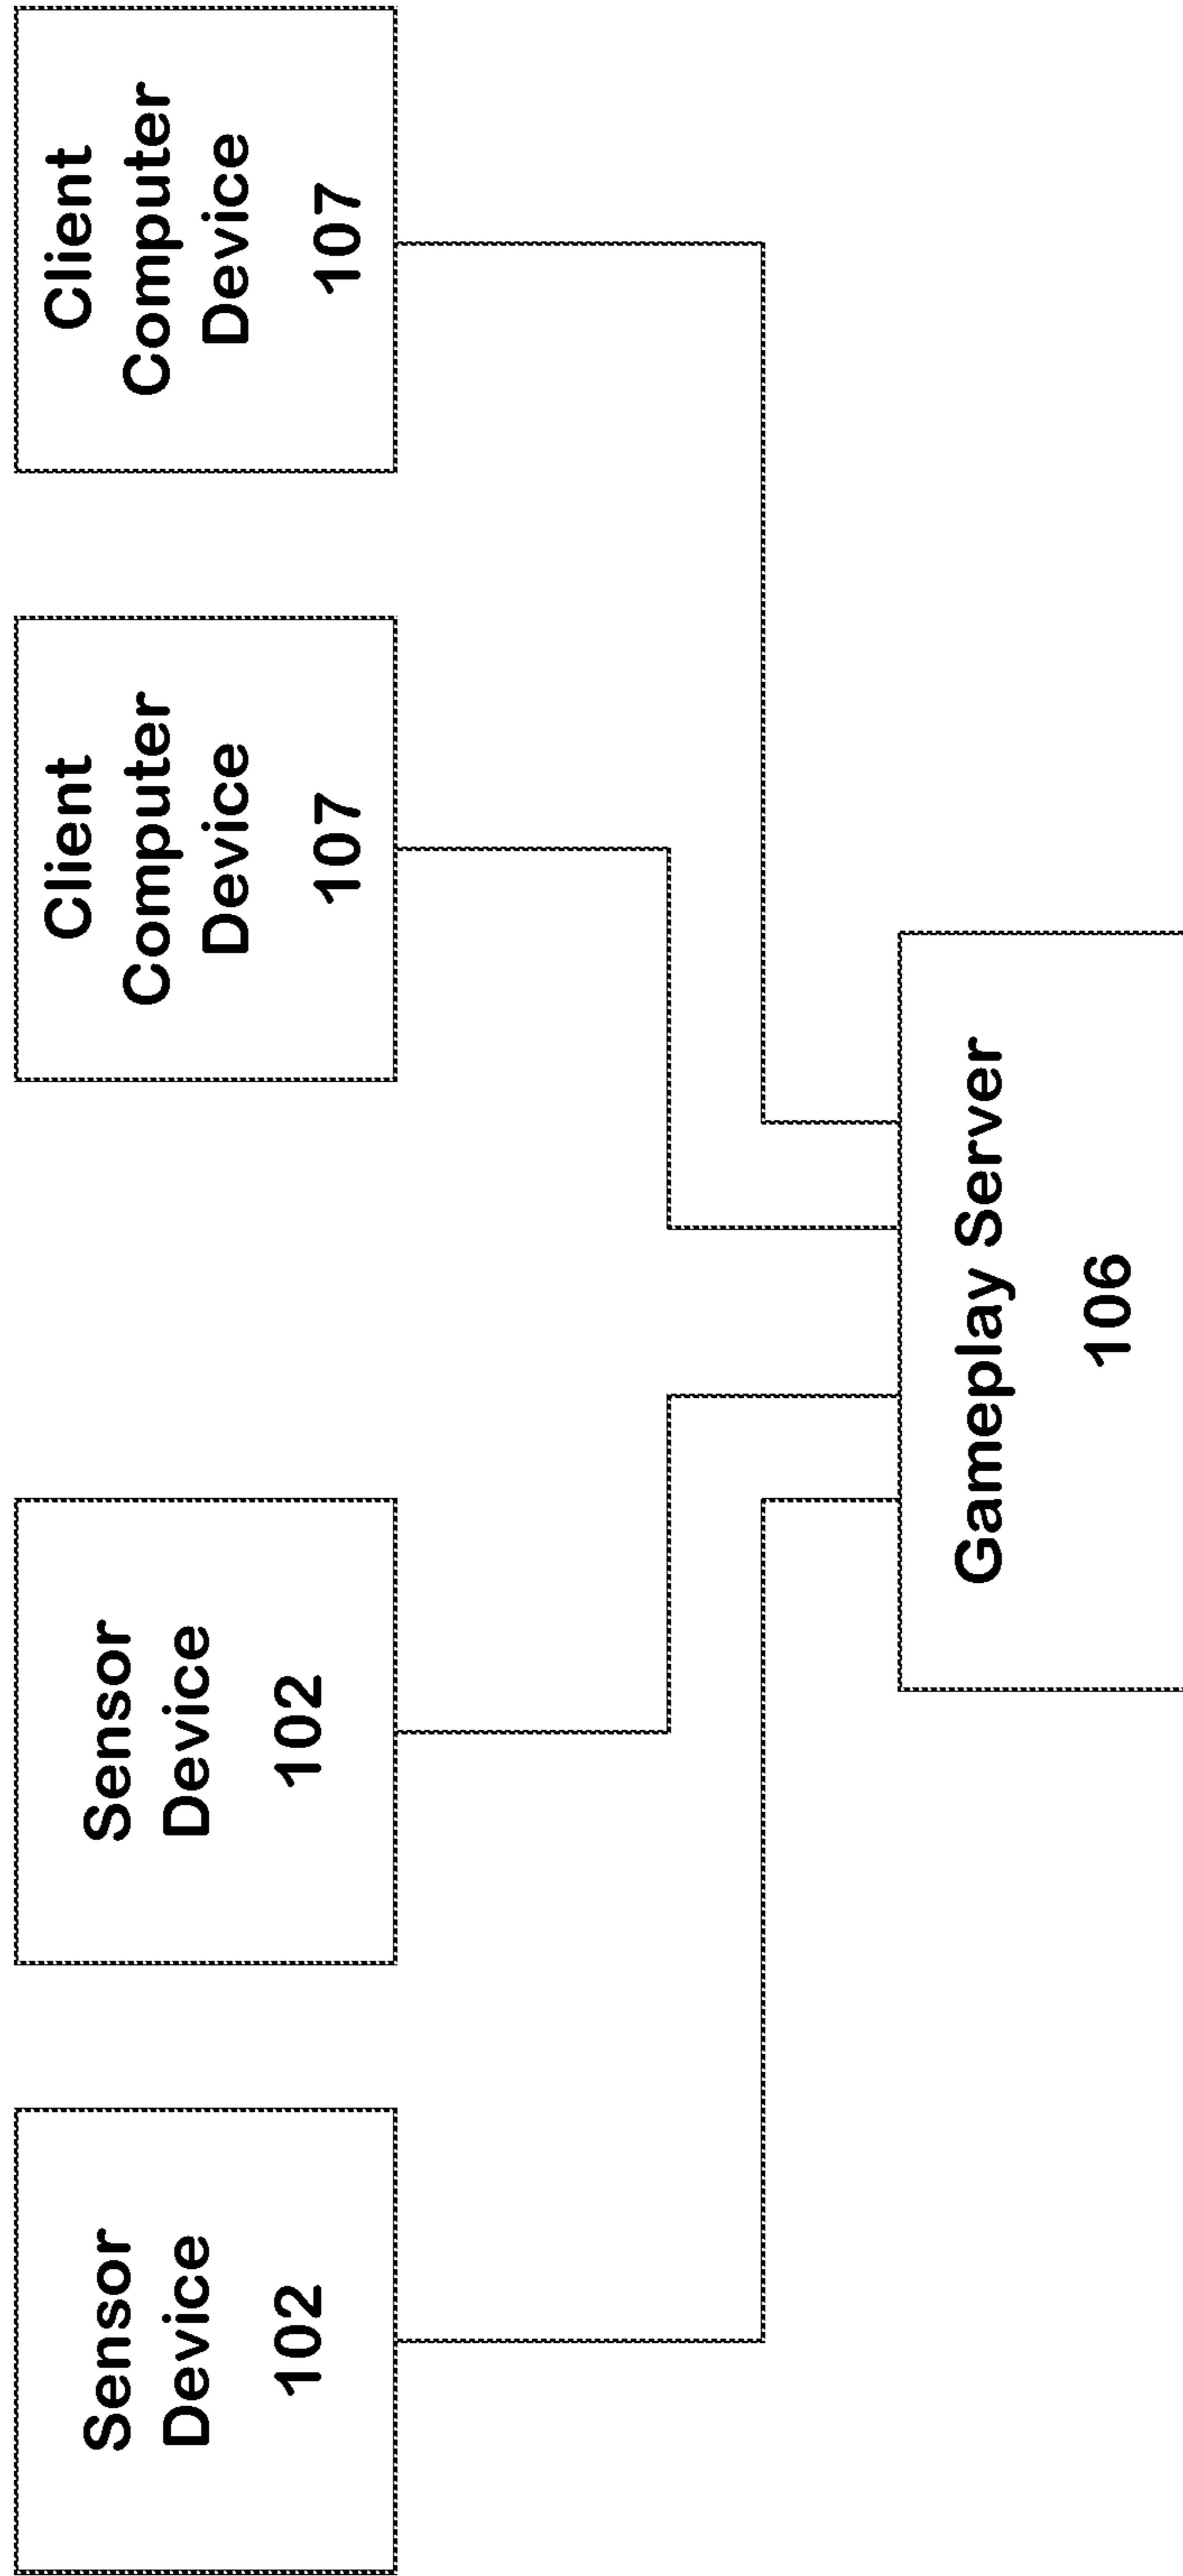 Sensor
Device
102
Sensor
Device
102
Client
Computer
Device
107
Client
Computer
Device
107
Gameplay Server
106